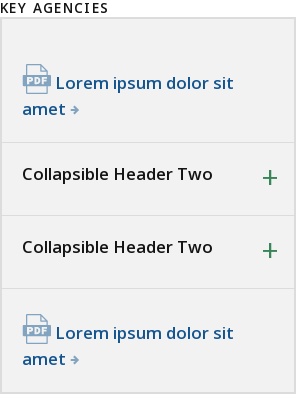 KEY AGENCIES
PDF Lorem ipsum dolor sit
amet →
Collapsible Header Two +
Collapsible Header Two +
PDF Lorem ipsum dolor sit
amet →